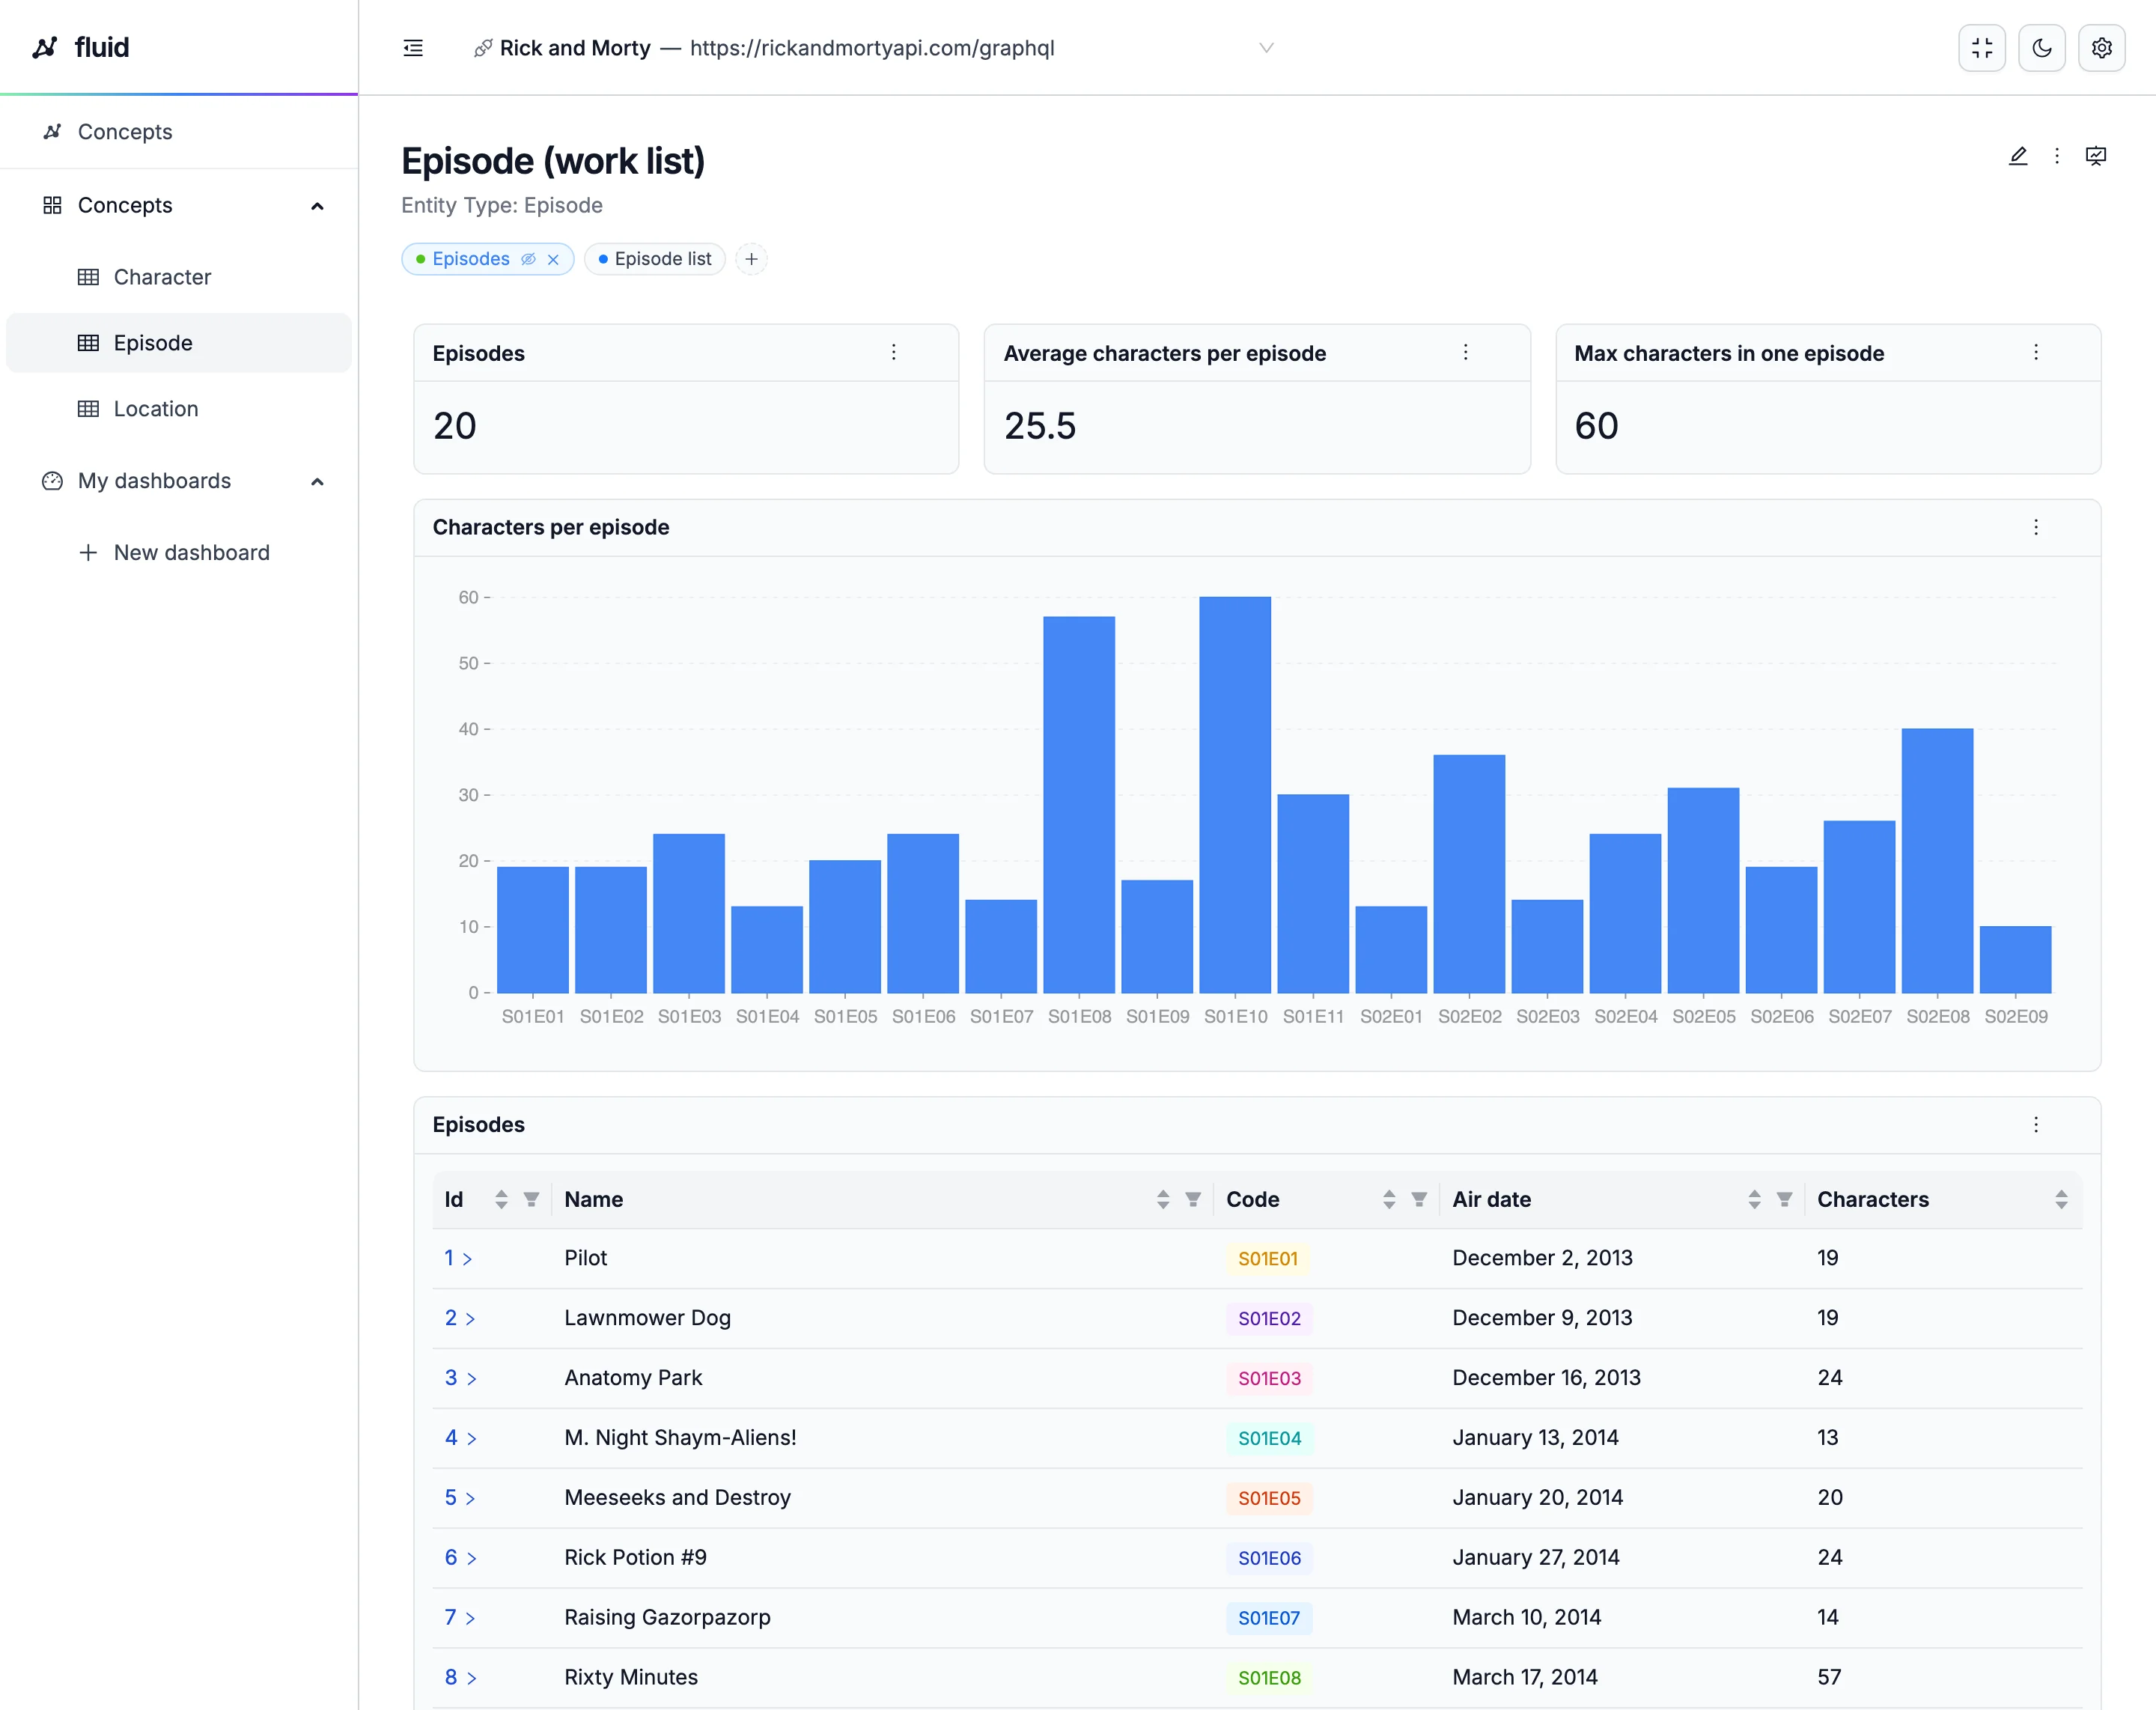 fluid
Rick and Morty — https://rickandmortyapi.com/graphql
Concepts
Concepts
Character
Episode
Location
My dashboards
New dashboard
Episode (work list)
Entity Type: Episode
Episodes
Episode list
Episodes
20
Average characters per episode
25.5
Max characters in one episode
60
Characters per episode
60
50
40
30
20
10
0
S01E01 S01E02 S01E03 S01E04 S01E05 S01E06 S01E07 S01E08 S01E09 S01E10 S01E11 S02E01 S02E02 S02E03 S02E04 S02E05 S02E06 S02E07 S02E08 S02E09
Episodes
Id Name Code Air date Characters
1 Pilot S01E01 December 2, 2013 19
2 Lawnmower Dog S01E02 December 9, 2013 19
3 Anatomy Park S01E03 December 16, 2013 24
4 M. Night Shaym-Aliens! S01E04 January 13, 2014 13
5 Meeseeks and Destroy S01E05 January 20, 2014 20
6 Rick Potion #9 S01E06 January 27, 2014 24
7 Raising Gazorpazorp S01E07 March 10, 2014 14
8 Rixty Minutes S01E08 March 17, 2014 57